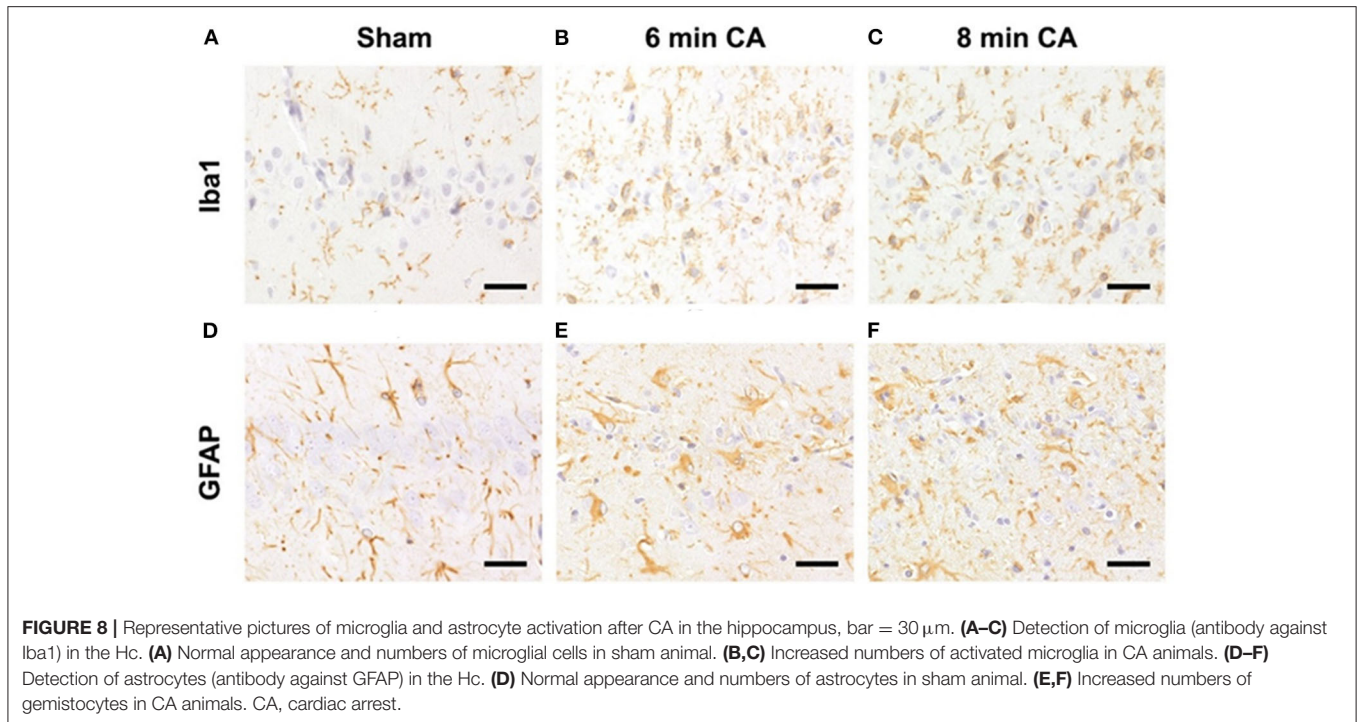 A Sham B 6 min CA C 8 min CA
Iba1
D E F
GFAP
FIGURE 8 | Representative pictures of microglia and astrocyte activation after CA in the hippocampus, bar = 30 μm. (A–C) Detection of microglia (antibody against
Iba1) in the Hc. (A) Normal appearance and numbers of microglial cells in sham animal. (B,C) Increased numbers of activated microglia in CA animals. (D–F)
Detection of astrocytes (antibody against GFAP) in the Hc. (D) Normal appearance and numbers of astrocytes in sham animal. (E,F) Increased numbers of
gemistocytes in CA animals. CA, cardiac arrest.